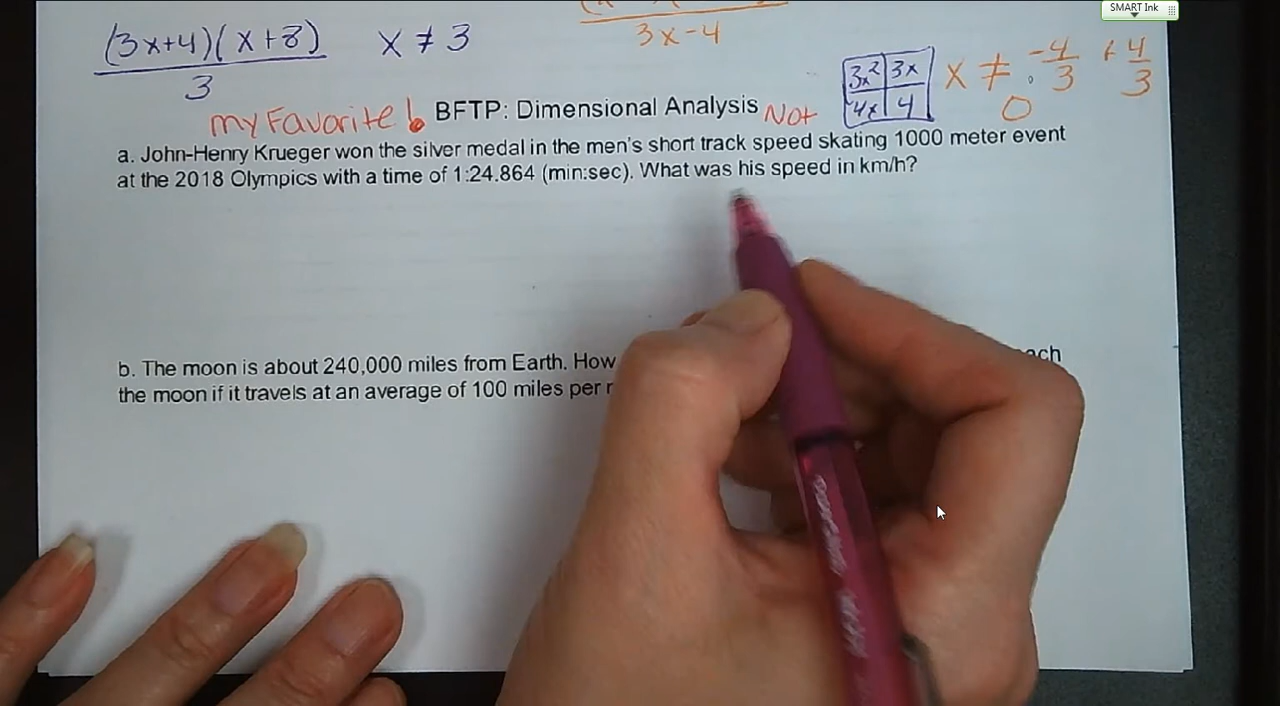 SMART Ink
(3x+4)(x+8) x ≠ 3
3
3x-4
3x² 3x
4x 4
x ≠ -4/3 +4/3
0
my Favorite! BFTP: Dimensional Analysis Not
a. John-Henry Krueger won the silver medal in the men's short track speed skating 1000 meter event
at the 2018 Olympics with a time of 1:24.864 (min:sec). What was his speed in km/h?
b. The moon is about 240,000 miles from Earth. How
the moon if it travels at an average of 100 miles per